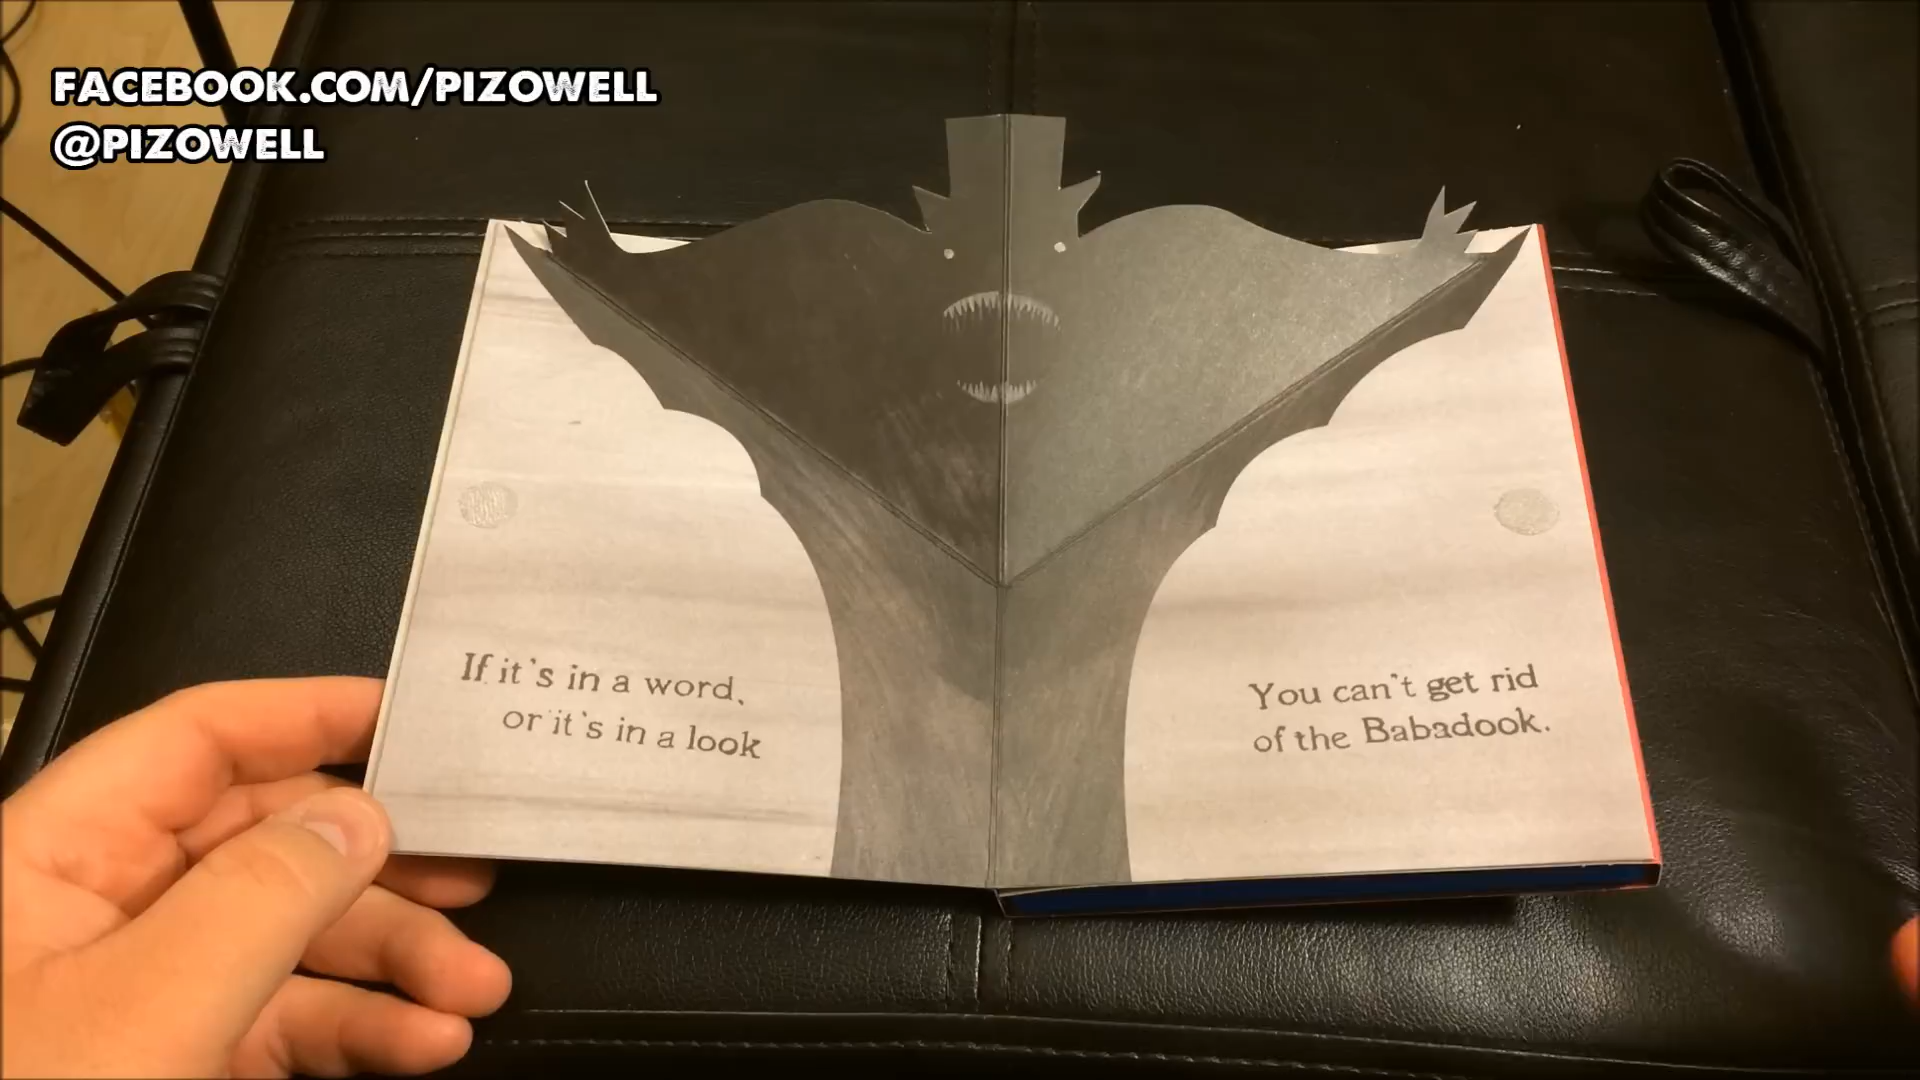 FACEBOOK.COM/PIZOWELL
@PIZOWELL
If it's in a word,
or it's in a look
You can't get rid
of the Babadook.